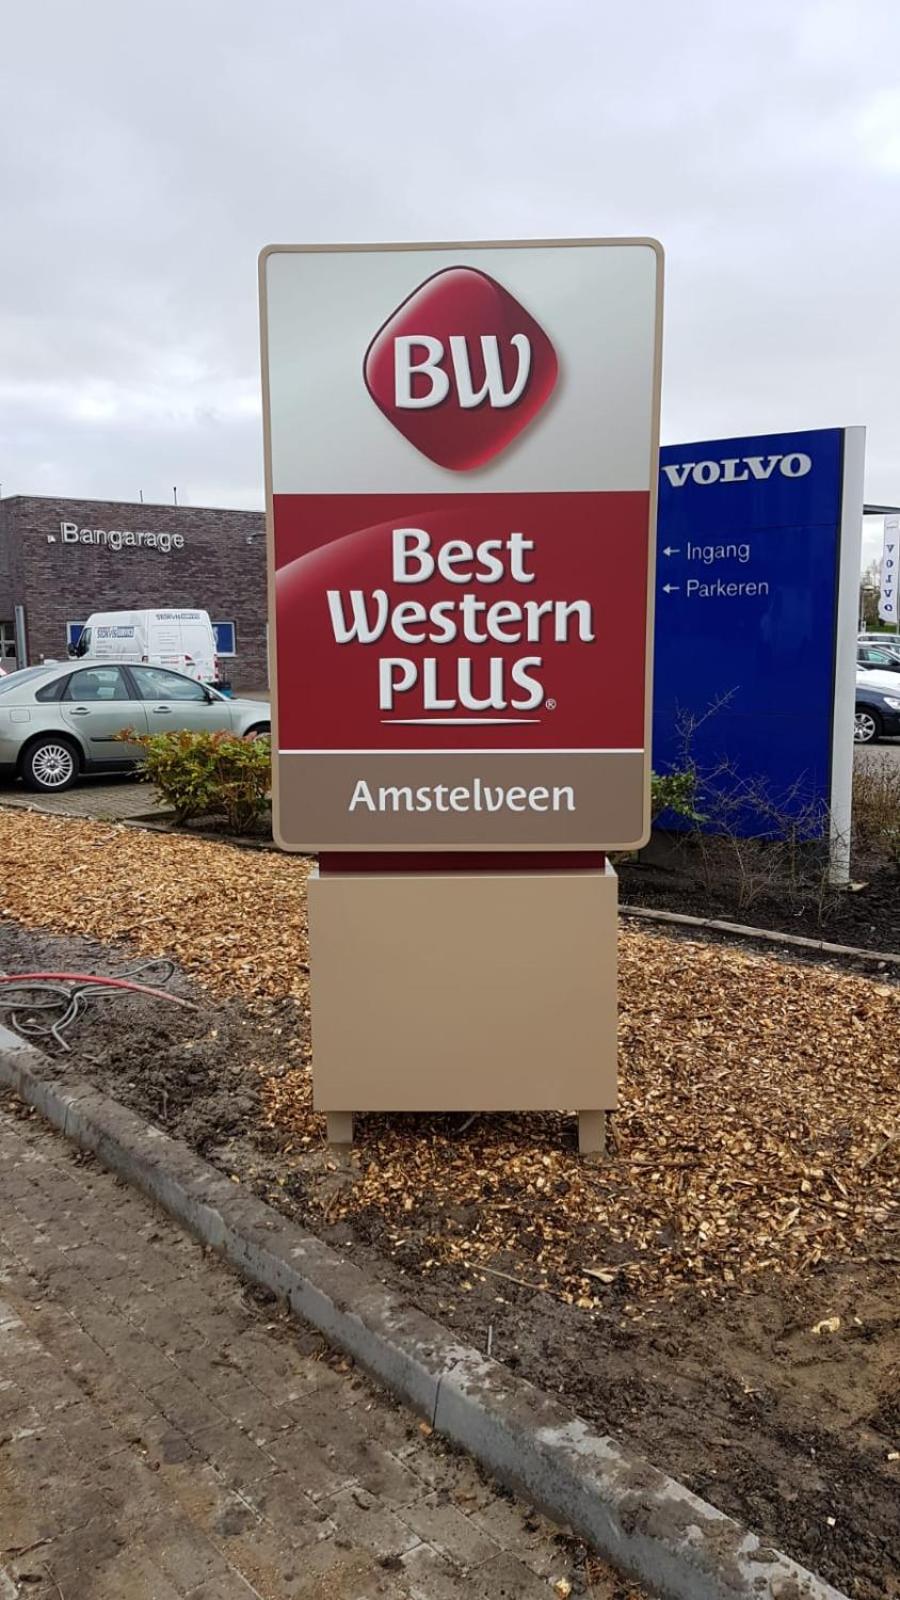 BW
Best
Western
PLUS®
Amstelveen
VOLVO
← Ingang
← Parkeren
Bangarage
VOLVO